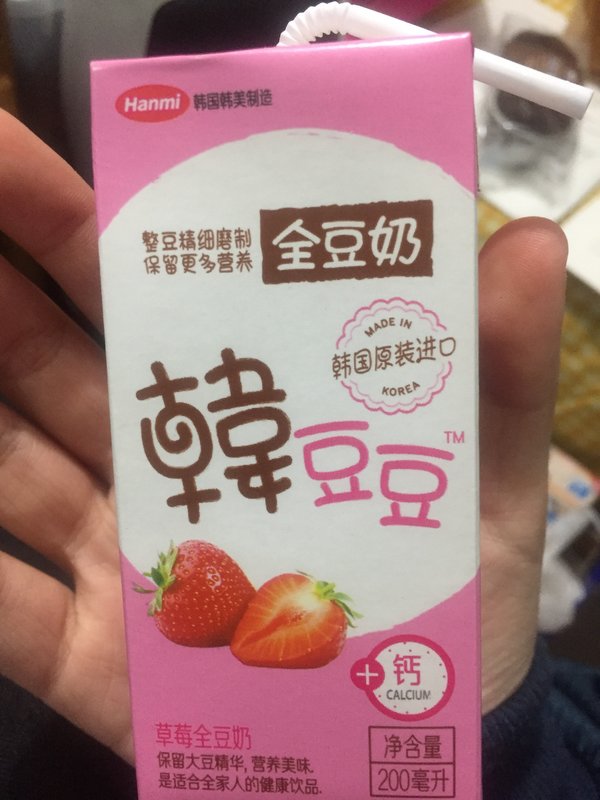 Hanmi 韩国韩美制造
整豆精细磨制
保留更多营养
全豆奶
MADE IN
韩国原装进口
KOREA
韓豆豆™
+ 钙
CALCIUM
草莓全豆奶
保留大豆精华, 营养美味.
是适合全家人的健康饮品.
净含量
200毫升